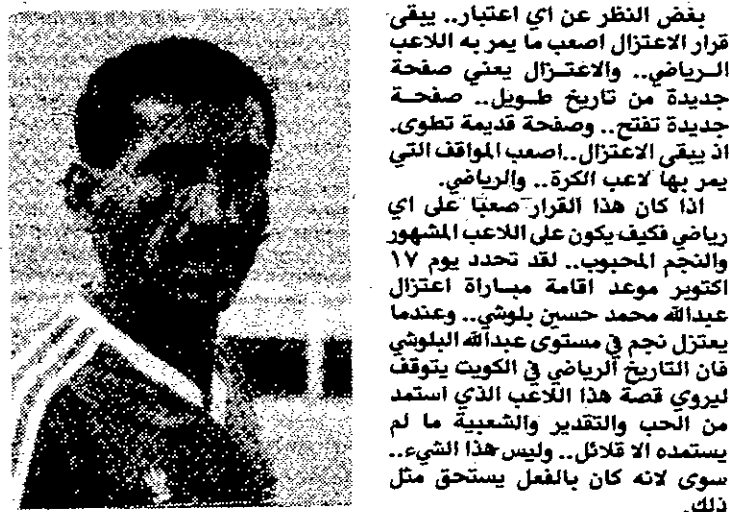 بغض النظر عن اي اعتبار.. يبقى
قرار الاعتزال اصعب ما يمر به اللاعب
الـرياضي.. والاعتـزال يعني صفحة
جديدة من تاريخ طـويل.. صفحـة
جديدة تفتح.. وصفحة قديمة تطوى.
اذ يبقى الاعتزال..اصعب المواقف التي
يمر بها لاعب الكرة.. والرياضي.
اذا كان هذا القرار صعبا على اي
رياضي فكيف يكون على اللاعب المشهور
والنجم المحبوب.. لقد تحدد يوم ١٧
اكتوبر موعد اقامة مبـاراة اعتزال
عبدالله محمد حسين بلوشي.. وعندما
يعتزل نجم في مستوى عبدالله البلوشي
فان التاريخ الرياضي في الكويت يتوقف
ليروي قصة هذا اللاعب الذي استمد
من الحب والتقدير والشعبية ما لم
يستمده الا قلائل.. وليس هذا الشيء..
سوى لانه كان بالفعل يستحق مثل
ذلك.